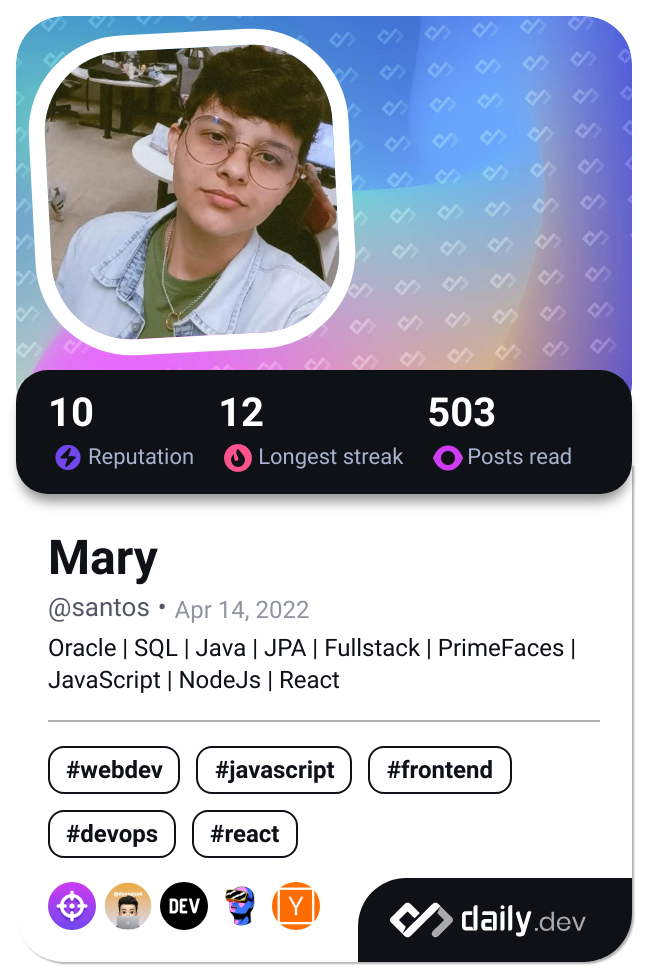 10 12 503
Reputation Longest streak Posts read
Mary
@santos • Apr 14, 2022
Oracle | SQL | Java | JPA | Fullstack | PrimeFaces |
JavaScript | NodeJs | React
#webdev #javascript #frontend
#devops #react
DEV Y
daily.dev